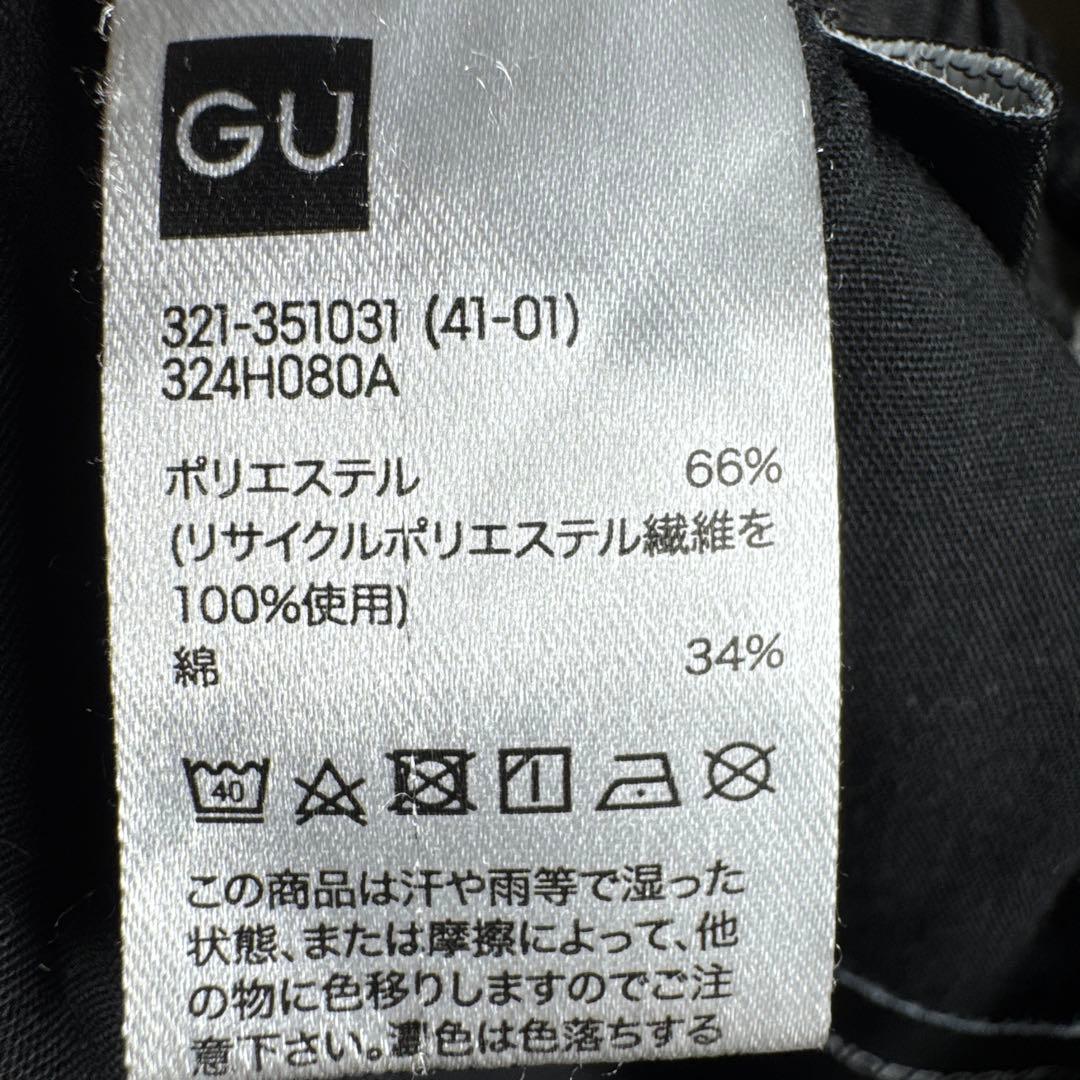 GU
321-351031 (41-01)
324H080A
ポリエステル 66%
(リサイクルポリエステル繊維を
100%使用)
綿 34%
40
この商品は汗や雨等で湿った
状態、または摩擦によって、他
の物に色移りしますのでご注
意下さい。濃色は色落ちする